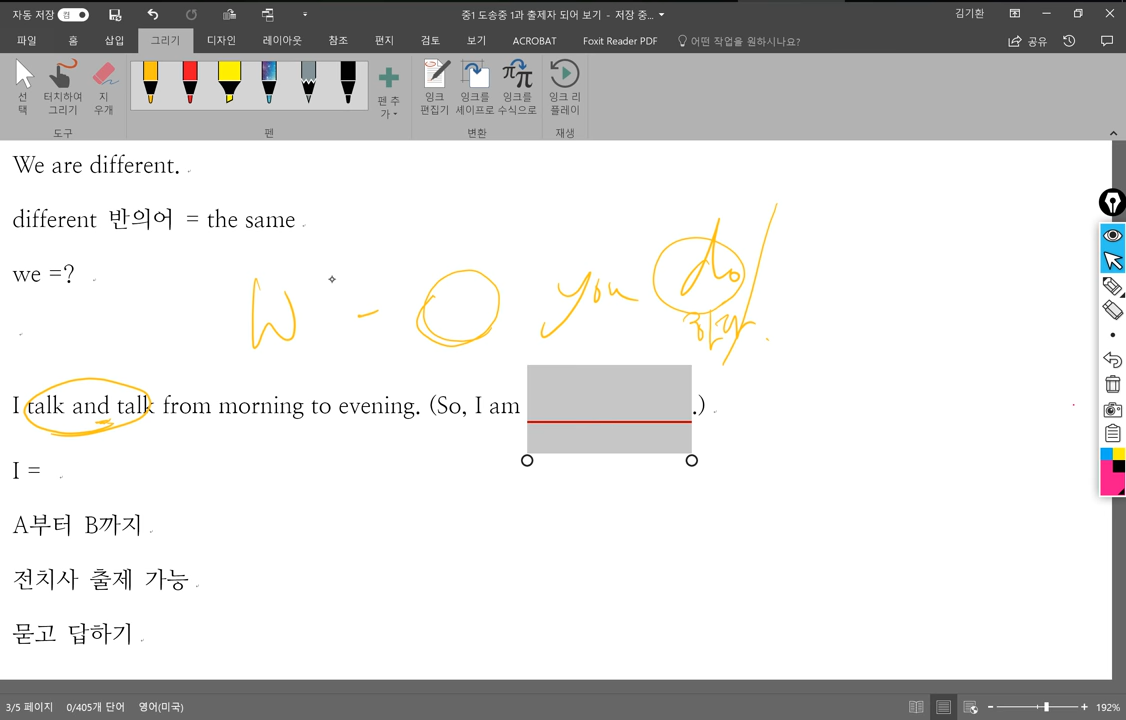 자동 저장 켬
중1 도송중 1과 출제자 되어 보기 - 저장 중...
김기환
파일 홈 삽입 그리기 디자인 레이아웃 참조 편지 검토 보기 ACROBAT Foxit Reader PDF 어떤 작업을 원하시나요? 공유
선택 터치하여 그리기 지우개 펜 추가 잉크 편집기 잉크를 셰이프로 잉크를 수식으로 잉크 리플레이
도구 펜 변환 재생
We are different.
different 반의어 = the same
we =?
W - O you do
하다.
I talk and talk from morning to evening. (So, I am .)
I =
A부터 B까지
전치사 출제 가능
묻고 답하기
3/5 페이지 0/405개 단어 영어(미국) 192%